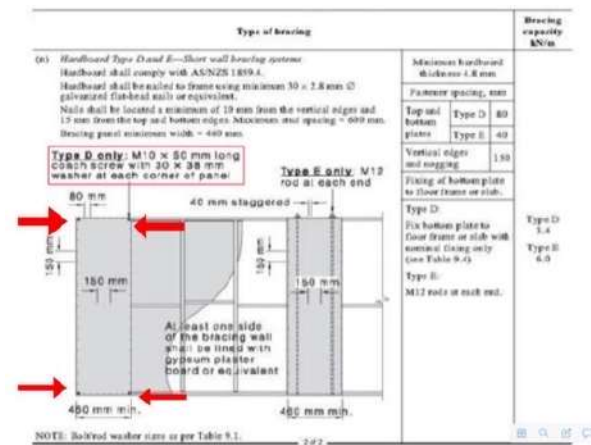 Type of bracing
Bracing
capacity
kN/m
(n) Hardboard Type D and E—Short wall bracing systems
Hardboard shall comply with AS/NZS 1859.4.
Hardboard shall be nailed to frame using minimum 30 × 2.8 mm Ø
galvanized flat-head nails or equivalent.
Nails shall be located a minimum of 10 mm from the vertical edges and
15 mm from the top and bottom edges. Maximum stud spacing = 600 mm.
Bracing panel minimum width = 460 mm.
Minimum hardboard
thickness 4.8 mm
Fastener spacing, mm
Top and
bottom
plates
Type D 80
Type E 40
Vertical edges
and nogging
150
Fixing of bottom plate
to floor frame or slab.
Type D:
Fix bottom plate to
floor frame or slab with
nominal fixing only
(see Table 9.4).
Type E:
M12 rods at each end.
Type D
3.4
Type E
6.0
Type D only: M10 × 50 mm long
coach screw with 30 × 38 mm
washer at each corner of panel
Type E only: M12
rod at each end
80 mm
40 mm staggered
150 mm
150 mm
150 mm
150 mm
At least one side
of the bracing wall
shall be lined with
gypsum plaster
board or equivalent
460 mm min.
460 mm min.
NOTE: Bolt/rod washer sizes as per Table 9.1.